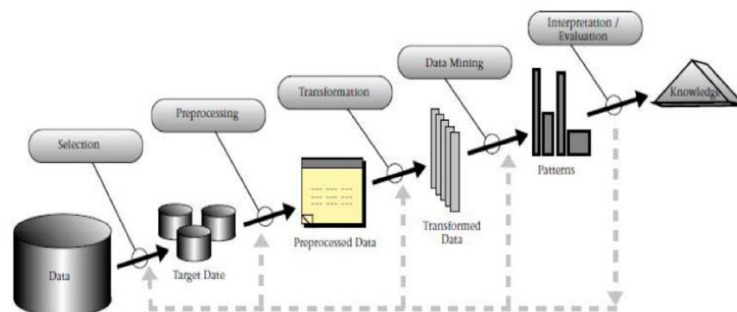 Interpretation /
Evaluation
Data Mining
Transformation
Preprocessing
Selection
Knowledge
Patterns
Transformed
Data
Preprocessed Data
Target Date
Data